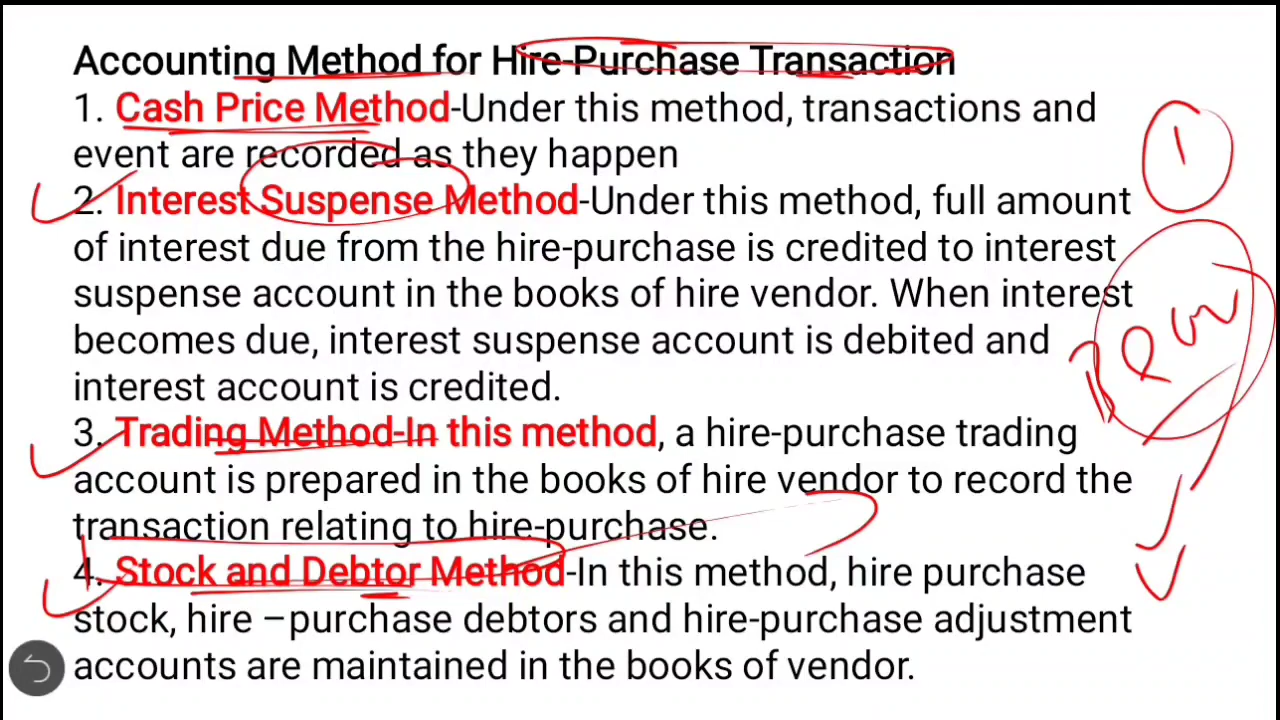 Accounting Method for Hire-Purchase Transaction
1. Cash Price Method-Under this method, transactions and
event are recorded as they happen
2. Interest Suspense Method-Under this method, full amount
of interest due from the hire-purchase is credited to interest
suspense account in the books of hire vendor. When interest
becomes due, interest suspense account is debited and
interest account is credited.
3. Trading Method-In this method, a hire-purchase trading
account is prepared in the books of hire vendor to record the
transaction relating to hire-purchase.
4. Stock and Debtor Method-In this method, hire purchase
stock, hire –purchase debtors and hire-purchase adjustment
accounts are maintained in the books of vendor.
1